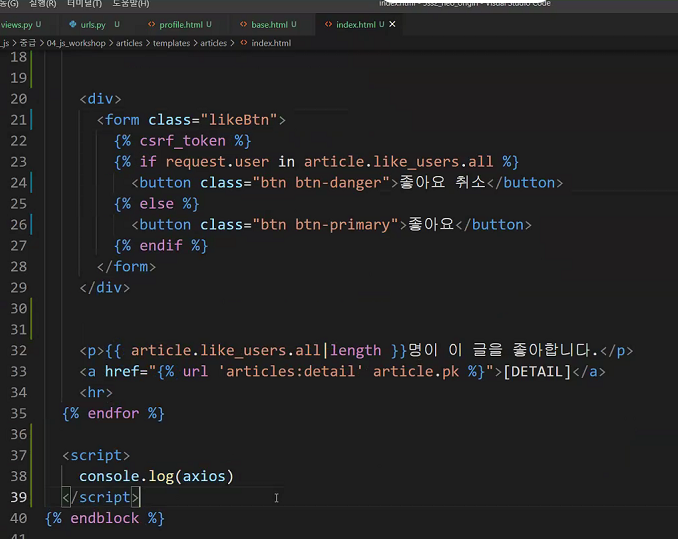 실행(R) 터미널(T) 도움말(H) index.html - Visual Studio Code
views.py U urls.py U profile.html U base.html U index.html U
_js > 중급 > 04_js_workshop > articles > templates > articles > index.html
18
19
20 <div>
21 <form class="likeBtn">
22 {% csrf_token %}
23 {% if request.user in article.like_users.all %}
24 <button class="btn btn-danger">좋아요 취소</button>
25 {% else %}
26 <button class="btn btn-primary">좋아요</button>
27 {% endif %}
28 </form>
29 </div>
30
31
32 <p>{{ article.like_users.all|length }}명이 이 글을 좋아합니다.</p>
33 <a href="{% url 'articles:detail' article.pk %}">[DETAIL]</a>
34 <hr>
35 {% endfor %}
36
37 <script>
38 console.log(axios)
39 </script>
40 {% endblock %}
41